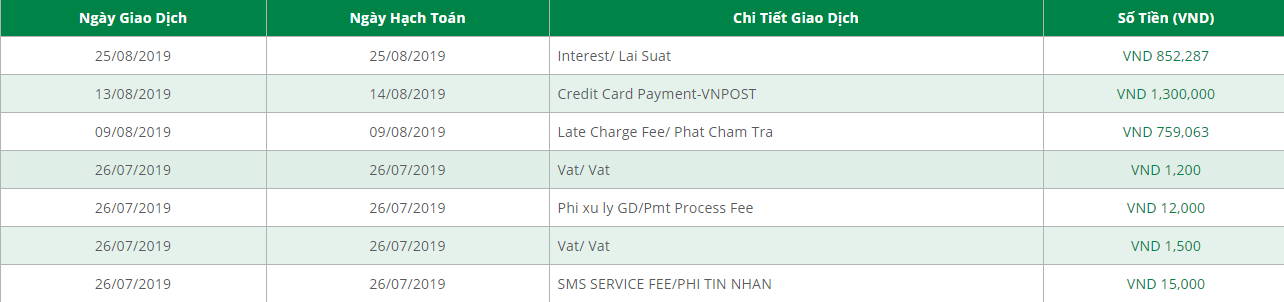 Ngày Giao Dịch Ngày Hạch Toán Chi Tiết Giao Dịch Số Tiền (VND)
25/08/2019 25/08/2019 Interest/ Lai Suat VND 852,287
13/08/2019 14/08/2019 Credit Card Payment-VNPOST VND 1,300,000
09/08/2019 09/08/2019 Late Charge Fee/ Phat Cham Tra VND 759,063
26/07/2019 26/07/2019 Vat/ Vat VND 1,200
26/07/2019 26/07/2019 Phi xu ly GD/Pmt Process Fee VND 12,000
26/07/2019 26/07/2019 Vat/ Vat VND 1,500
26/07/2019 26/07/2019 SMS SERVICE FEE/PHI TIN NHAN VND 15,000